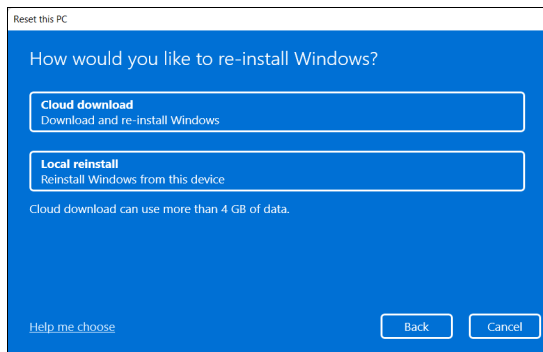 Reset this PC
How would you like to re-install Windows?
Cloud download
Download and re-install Windows
Local reinstall
Reinstall Windows from this device
Cloud download can use more than 4 GB of data.
Help me choose
Back
Cancel